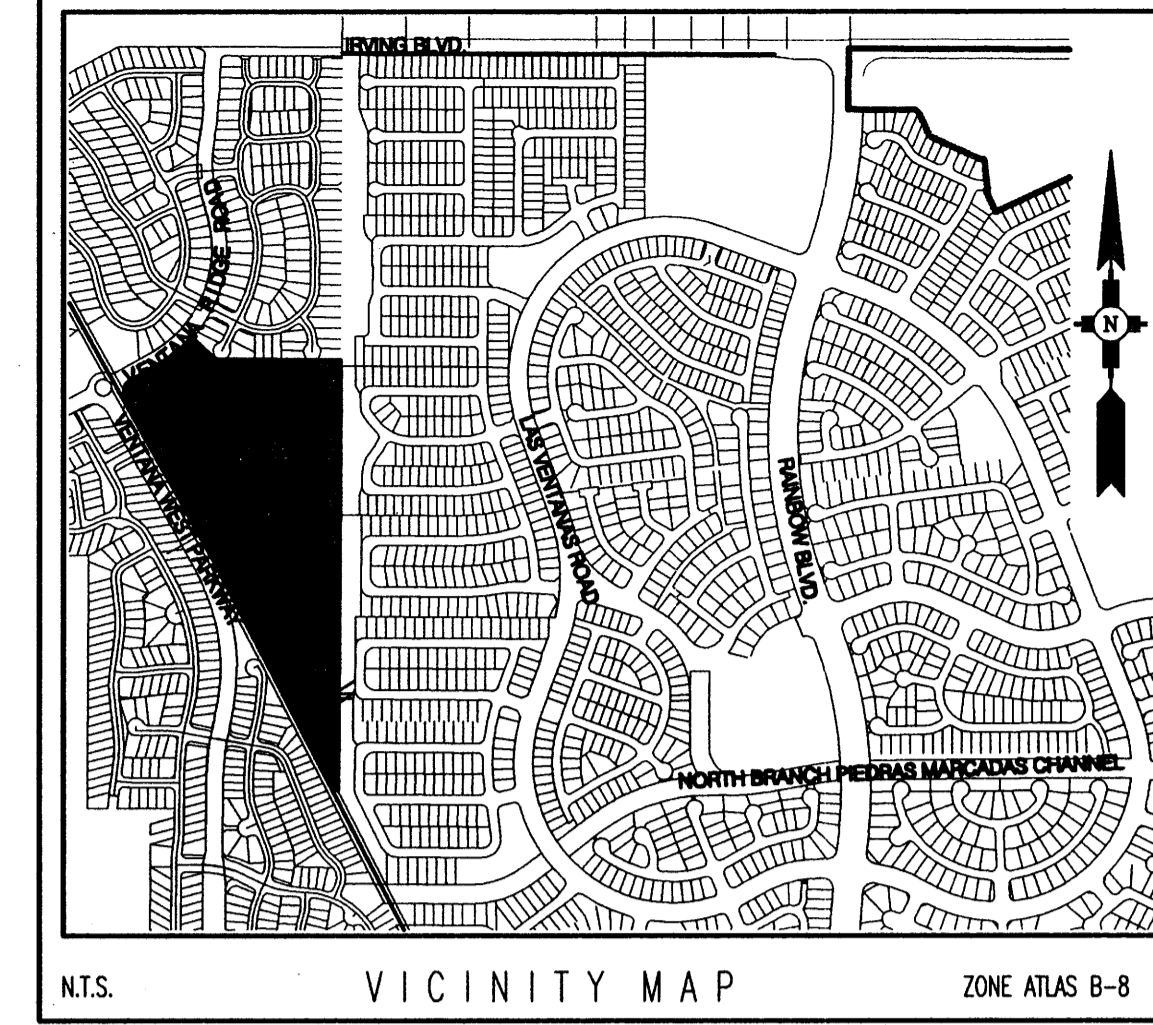 IRVING BLVD.
VENTANA RIDGE ROAD
N
VENTANA WEST PARKWAY
LAS VENTANAS ROAD
RAINBOW BLVD.
NORTH BRANCH PIEDRAS MARCADAS CHANNEL
N.T.S.
VICINITY MAP
ZONE ATLAS B-8